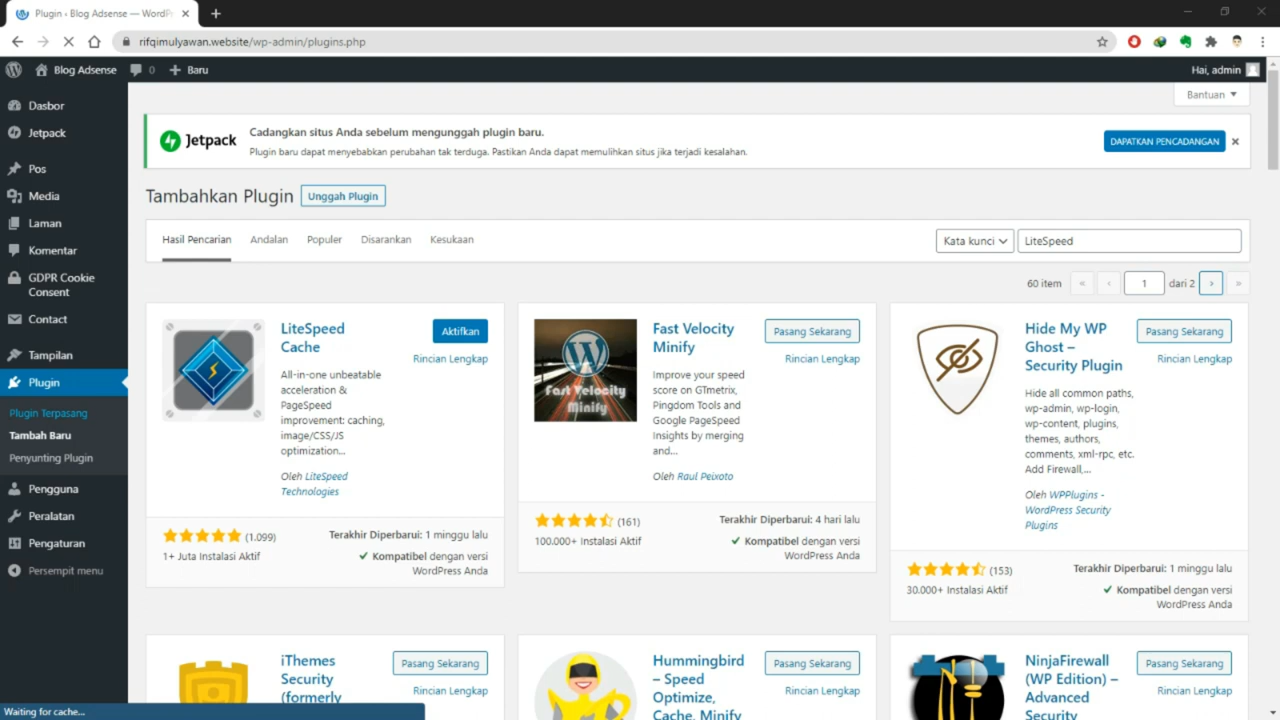 Plugin ‹ Blog Adsense — WordPr
rifqimulyawan.website/wp-admin/plugins.php
Blog Adsense
0
Baru
Hai, admin
Bantuan
Dasbor
Jetpack
Pos
Media
Laman
Komentar
GDPR Cookie
Consent
Contact
Tampilan
Plugin
Plugin Terpasang
Tambah Baru
Penyunting Plugin
Pengguna
Peralatan
Pengaturan
Persempit menu
Jetpack
Cadangkan situs Anda sebelum mengunggah plugin baru.
Plugin baru dapat menyebabkan perubahan tak terduga. Pastikan Anda dapat memulihkan situs jika terjadi kesalahan.
DAPATKAN PENCADANGAN
Tambahkan Plugin
Unggah Plugin
Hasil Pencarian
Andalan
Populer
Disarankan
Kesukaan
Kata kunci
LiteSpeed
60 item
«
‹
1
dari 2
›
»
LiteSpeed
Cache
Aktifkan
Rincian Lengkap
All-in-one unbeatable
acceleration &
PageSpeed
improvement: caching,
image/CSS/JS
optimization...
Oleh LiteSpeed
Technologies
(1.099)
1+ Juta Instalasi Aktif
Terakhir Diperbarui: 1 minggu lalu
Kompatibel dengan versi
WordPress Anda
Fast Velocity
Minify
Fast Velocity
Minify
Pasang Sekarang
Rincian Lengkap
Improve your speed
score on GTmetrix,
Pingdom Tools and
Google PageSpeed
Insights by merging
and...
Oleh Raul Peixoto
(161)
100.000+ Instalasi Aktif
Terakhir Diperbarui: 4 hari lalu
Kompatibel dengan versi
WordPress Anda
Hide My WP
Ghost –
Security Plugin
Pasang Sekarang
Rincian Lengkap
Hide all common paths,
wp-admin, wp-login,
wp-content, plugins,
themes, authors,
comments, xml-rpc, etc.
Add Firewall,...
Oleh WPPlugins -
WordPress Security
Plugins
(153)
30.000+ Instalasi Aktif
Terakhir Diperbarui: 1 minggu lalu
Kompatibel dengan versi
WordPress Anda
iThemes
Security
(formerly
Pasang Sekarang
Rincian Lengkap
Hummingbird
– Speed
Optimize,
Cache, Minify
Pasang Sekarang
Rincian Lengkap
NinjaFirewall
(WP Edition) –
Advanced
Security
Pasang Sekarang
Rincian Lengkap
Waiting for cache...